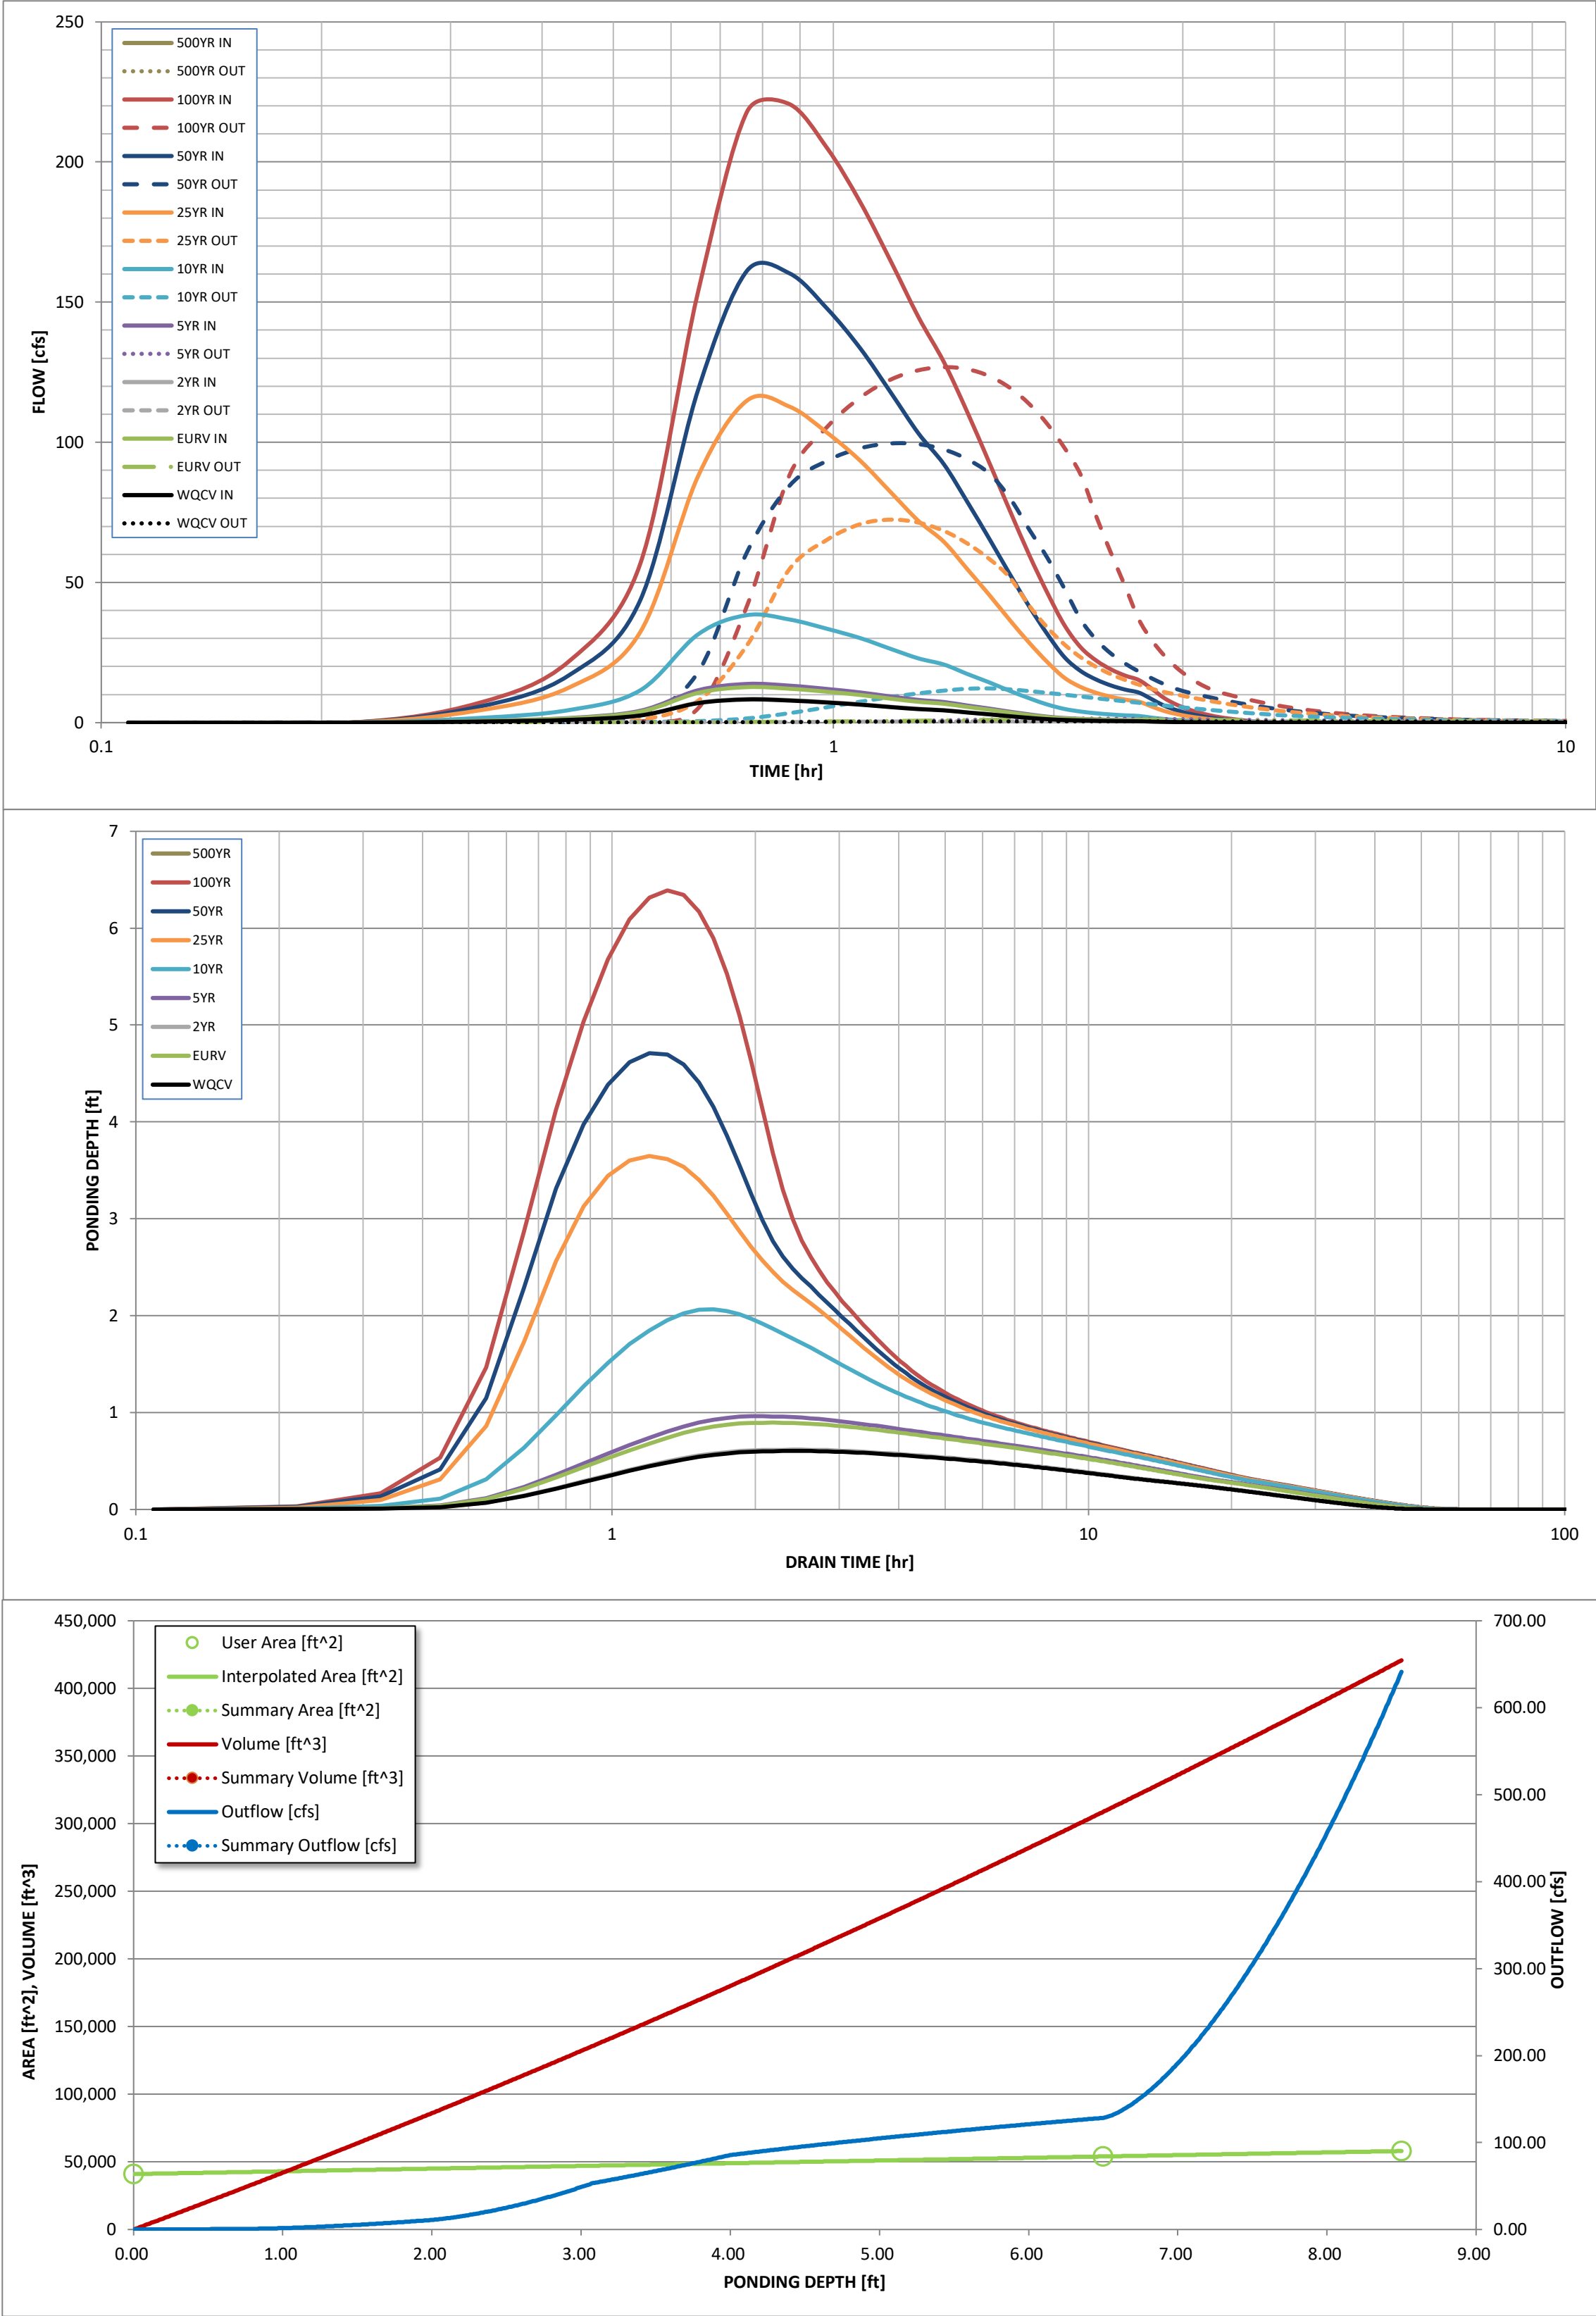 250
200
150
100
50
0
FLOW [cfs]
500YR IN
500YR OUT
100YR IN
100YR OUT
50YR IN
50YR OUT
25YR IN
25YR OUT
10YR IN
10YR OUT
5YR IN
5YR OUT
2YR IN
2YR OUT
EURV IN
EURV OUT
WQCV IN
WQCV OUT
0.1 1 10
TIME [hr]
7
6
5
4
3
2
1
0
PONDING DEPTH [ft]
500YR
100YR
50YR
25YR
10YR
5YR
2YR
EURV
WQCV
0.1 1 10 100
DRAIN TIME [hr]
450,000
400,000
350,000
300,000
250,000
200,000
150,000
100,000
50,000
0
AREA [ft^2], VOLUME [ft^3]
User Area [ft^2]
Interpolated Area [ft^2]
Summary Area [ft^2]
Volume [ft^3]
Summary Volume [ft^3]
Outflow [cfs]
Summary Outflow [cfs]
700.00
600.00
500.00
400.00
300.00
200.00
100.00
0.00
OUTFLOW [cfs]
0.00 1.00 2.00 3.00 4.00 5.00 6.00 7.00 8.00 9.00
PONDING DEPTH [ft]